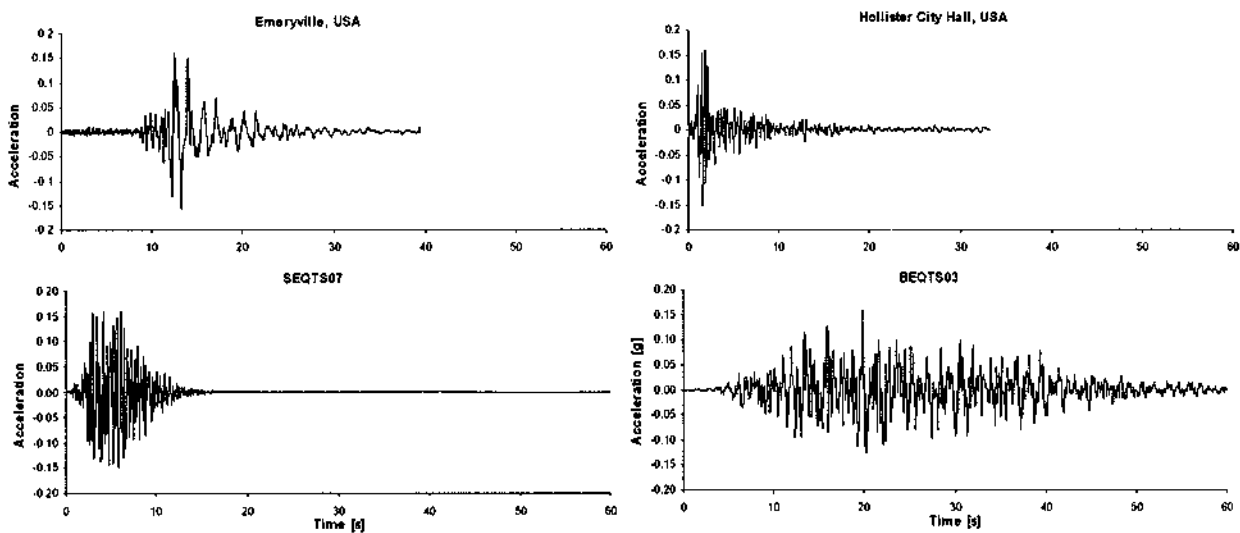 Emeryville, USA
0.2
0.15
0.1
0.05
0
-0.05
-0.1
-0.15
-0.2
Acceleration
0 10 20 30 40 50 60
Hollister City Hall, USA
0.2
0.15
0.1
0.05
0
-0.05
-0.1
-0.15
-0.2
Acceleration
0 10 20 30 40 50 60
SEQTS07
0.20
0.15
0.10
0.05
0.00
-0.05
-0.10
-0.15
-0.20
Acceleration
0 10 20 30 40 50 60
Time [s]
BEQTS03
0.20
0.15
0.10
0.05
0.00
-0.05
-0.10
-0.15
-0.20
Acceleration [g]
0 10 20 30 40 50 60
Time [s]